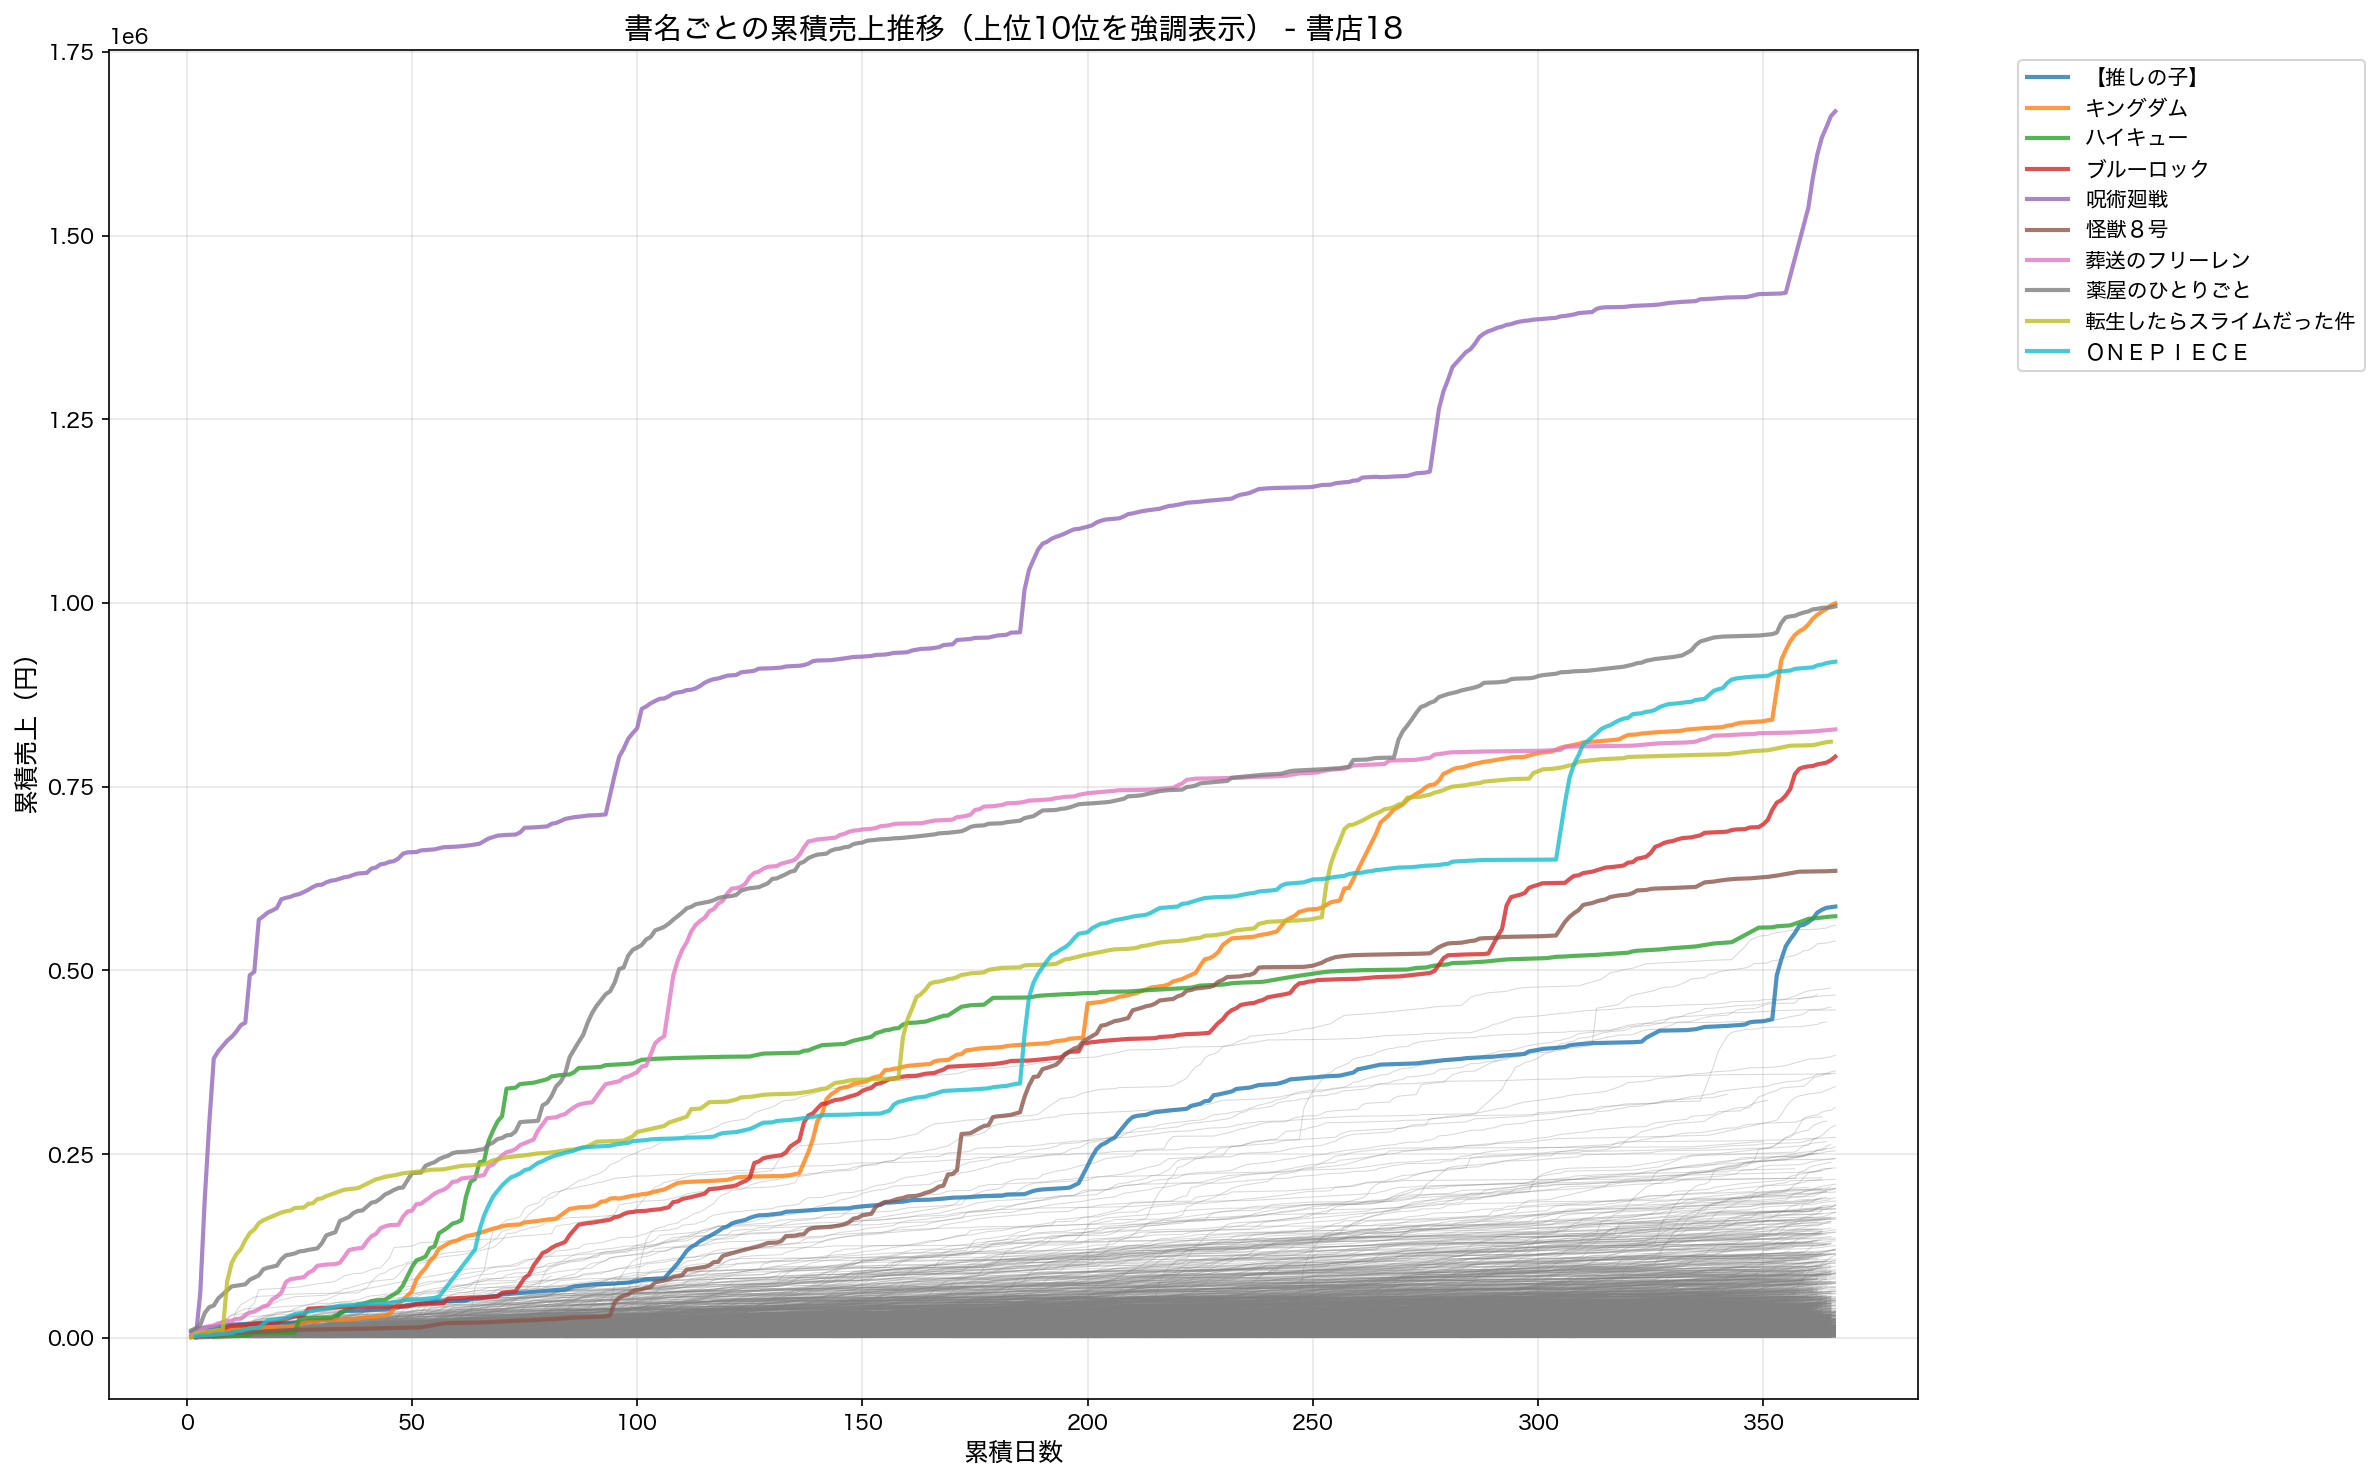 書名ごとの累積売上推移（上位10位を強調表示） - 書店18
1e6
1.75
1.50
1.25
1.00
0.75
0.50
0.25
0.00
累積売上（円）
0 50 100 150 200 250 300 350
累積日数
【推しの子】
キングダム
ハイキュー
ブルーロック
呪術廻戦
怪獣８号
葬送のフリーレン
薬屋のひとりごと
転生したらスライムだった件
ＯＮＥＰＩＥＣＥ